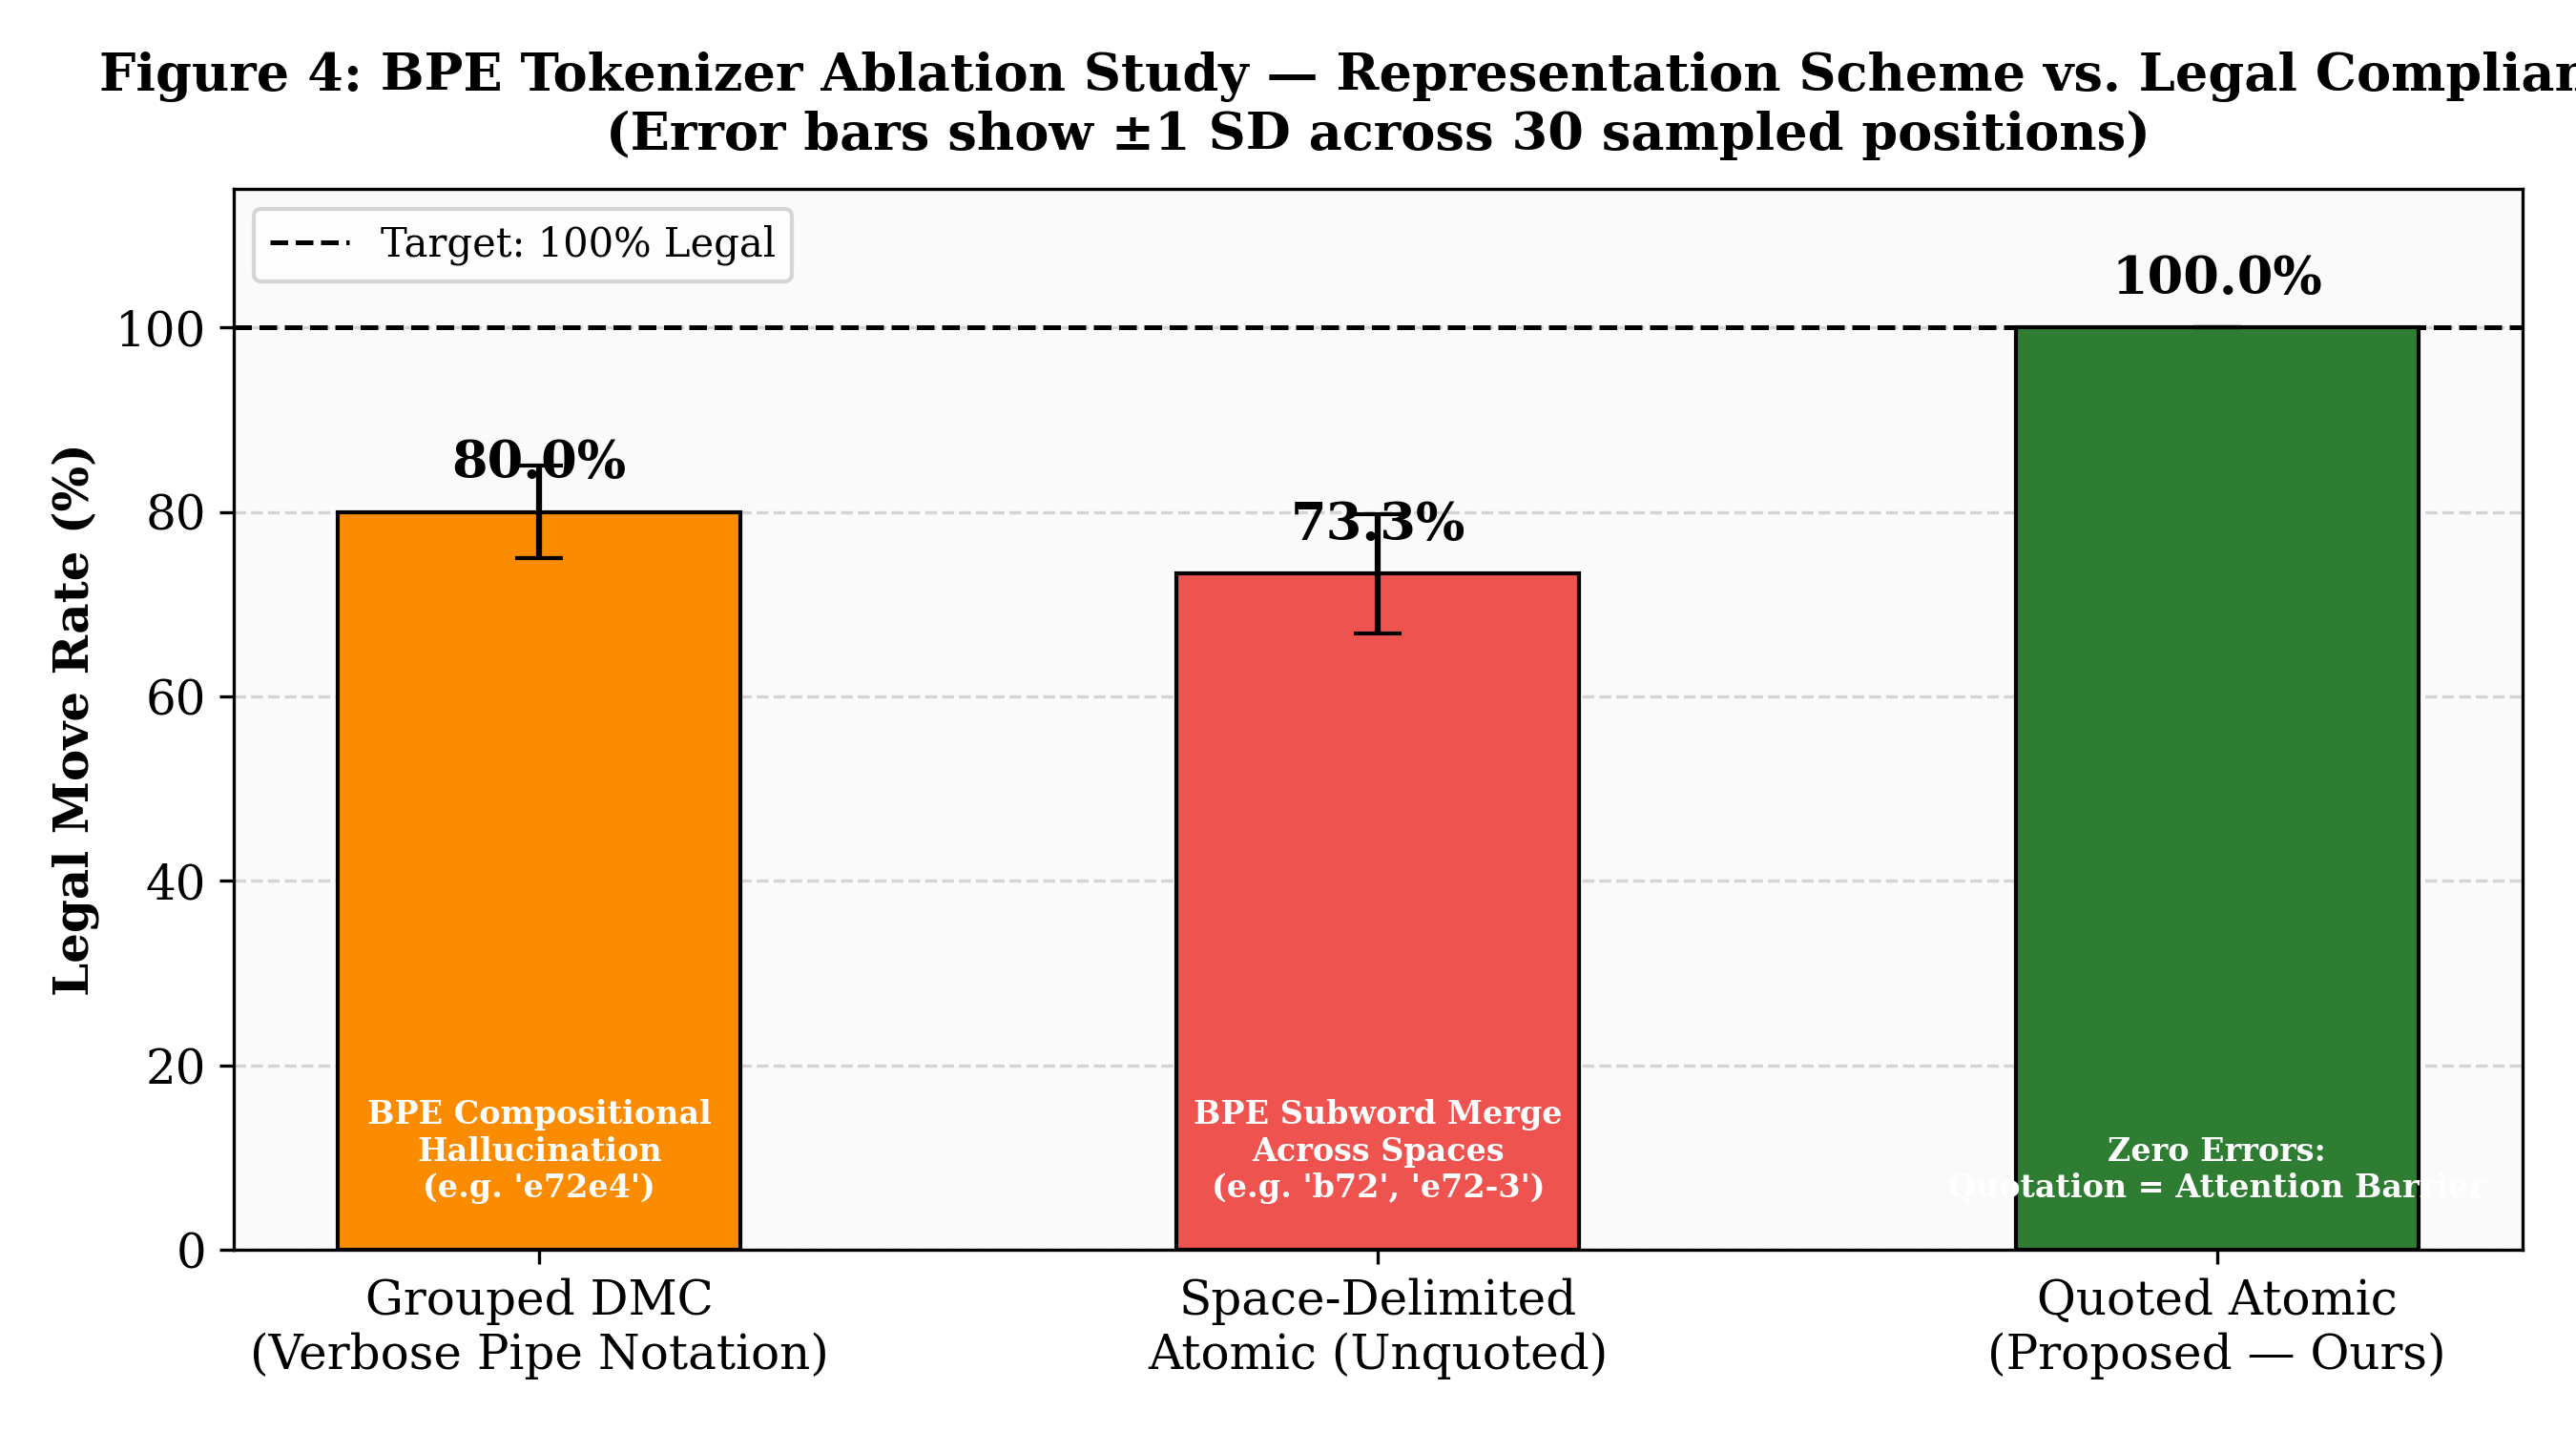 Figure 4: BPE Tokenizer Ablation Study — Representation Scheme vs. Legal Complian
(Error bars show ±1 SD across 30 sampled positions)
Target: 100% Legal
Legal Move Rate (%)
100
80
60
40
20
0
80.0%
73.3%
100.0%
BPE Compositional
Hallucination
(e.g. 'e72e4')
BPE Subword Merge
Across Spaces
(e.g. 'b72', 'e72-3')
Zero Errors:
Quotation = Attention Barrier
Grouped DMC
(Verbose Pipe Notation)
Space-Delimited
Atomic (Unquoted)
Quoted Atomic
(Proposed — Ours)